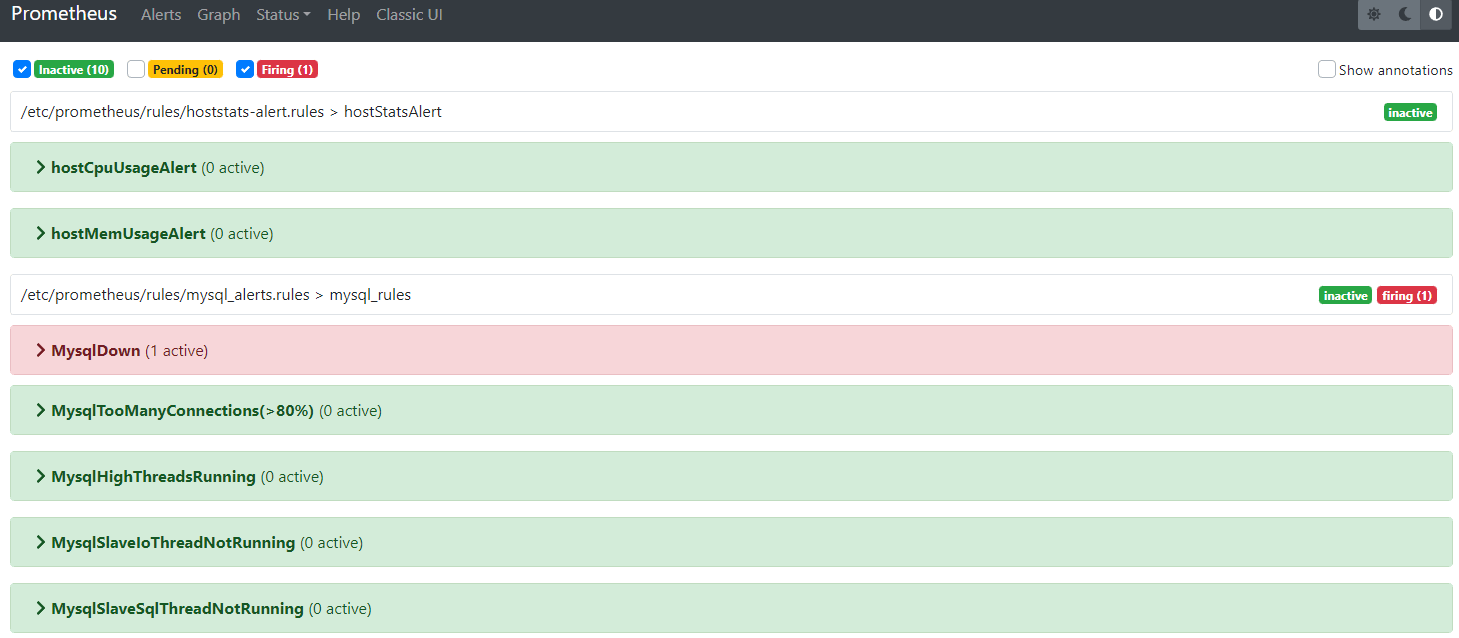 Prometheus Alerts Graph Status Help Classic UI
Inactive (10) Pending (0) Firing (1) Show annotations
/etc/prometheus/rules/hoststats-alert.rules > hostStatsAlert inactive
hostCpuUsageAlert (0 active)
hostMemUsageAlert (0 active)
/etc/prometheus/rules/mysql_alerts.rules > mysql_rules inactive firing (1)
MysqlDown (1 active)
MysqlTooManyConnections(>80%) (0 active)
MysqlHighThreadsRunning (0 active)
MysqlSlaveIoThreadNotRunning (0 active)
MysqlSlaveSqlThreadNotRunning (0 active)